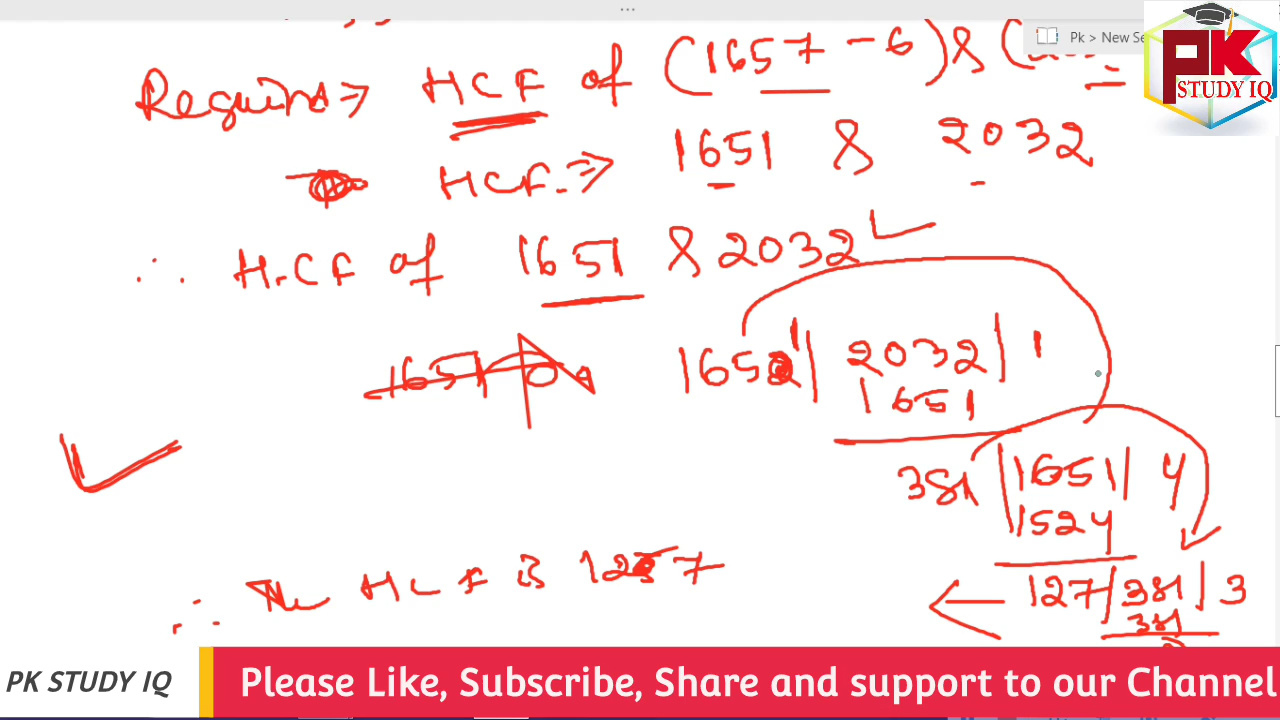 Pk > New Se
PK
STUDY IQ
Required ⇒ HCF of (1657 - 6) & (
HCF ⇒ 1651 & 2032
∴ H.C.F of 1651 & 2032
1651 | 2032 | 1
1651
381 | 1651 | 4
1524
127 | 381 | 3
381
0
∴ The HCF is 127
PK STUDY IQ
Please Like, Subscribe, Share and support to our Channel